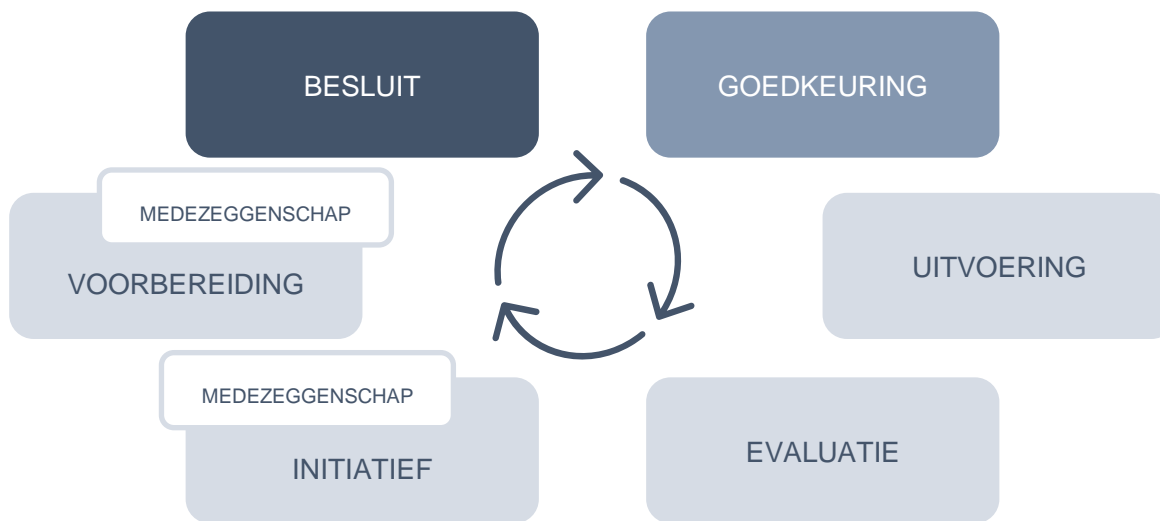 BESLUIT
GOEDKEURING
MEDEZEGGENSCHAP
VOORBEREIDING
UITVOERING
MEDEZEGGENSCHAP
INITIATIEF
EVALUATIE